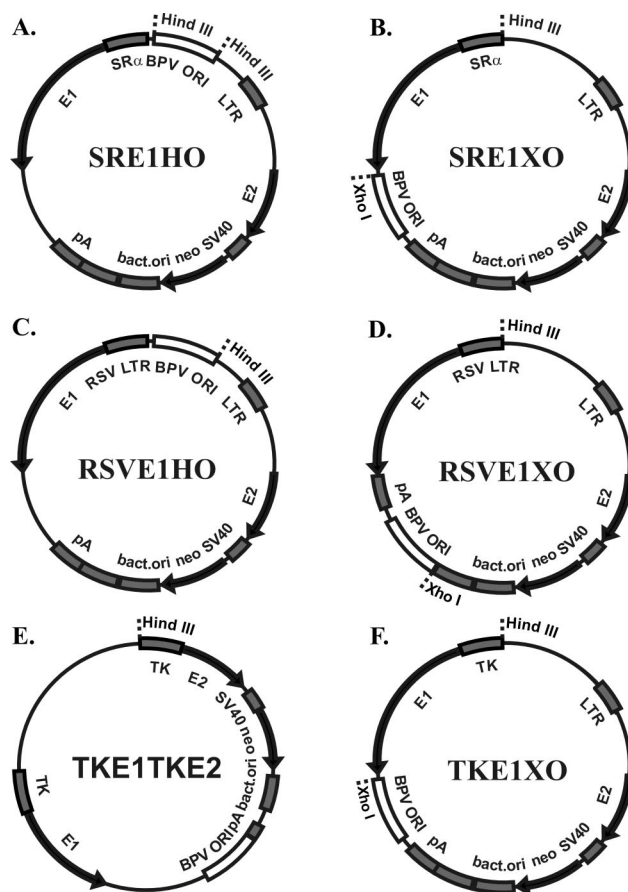 A.
Hind III
Hind III
SRα BPV ORI
LTR
E1
SRE1HO
E2
pA
bact.ori neo SV40
B.
Hind III
SRα
LTR
E1
SRE1XO
E2
Xho I
BPV ORI
pA
bact.ori neo SV40
C.
Hind III
RSV LTR BPV ORI
LTR
E1
RSVE1HO
E2
pA
bact.ori neo SV40
D.
Hind III
RSV LTR
LTR
E1
RSVE1XO
E2
pA
BPV ORI
Xho I
bact.ori neo SV40
E.
Hind III
TK
E2
SV40 neo
bact.ori
TKE1TKE2
TK
E1
BPV ORI pA
F.
Hind III
TK
LTR
E1
TKE1XO
E2
Xho I
BPV ORI
pA
bact.ori neo SV40